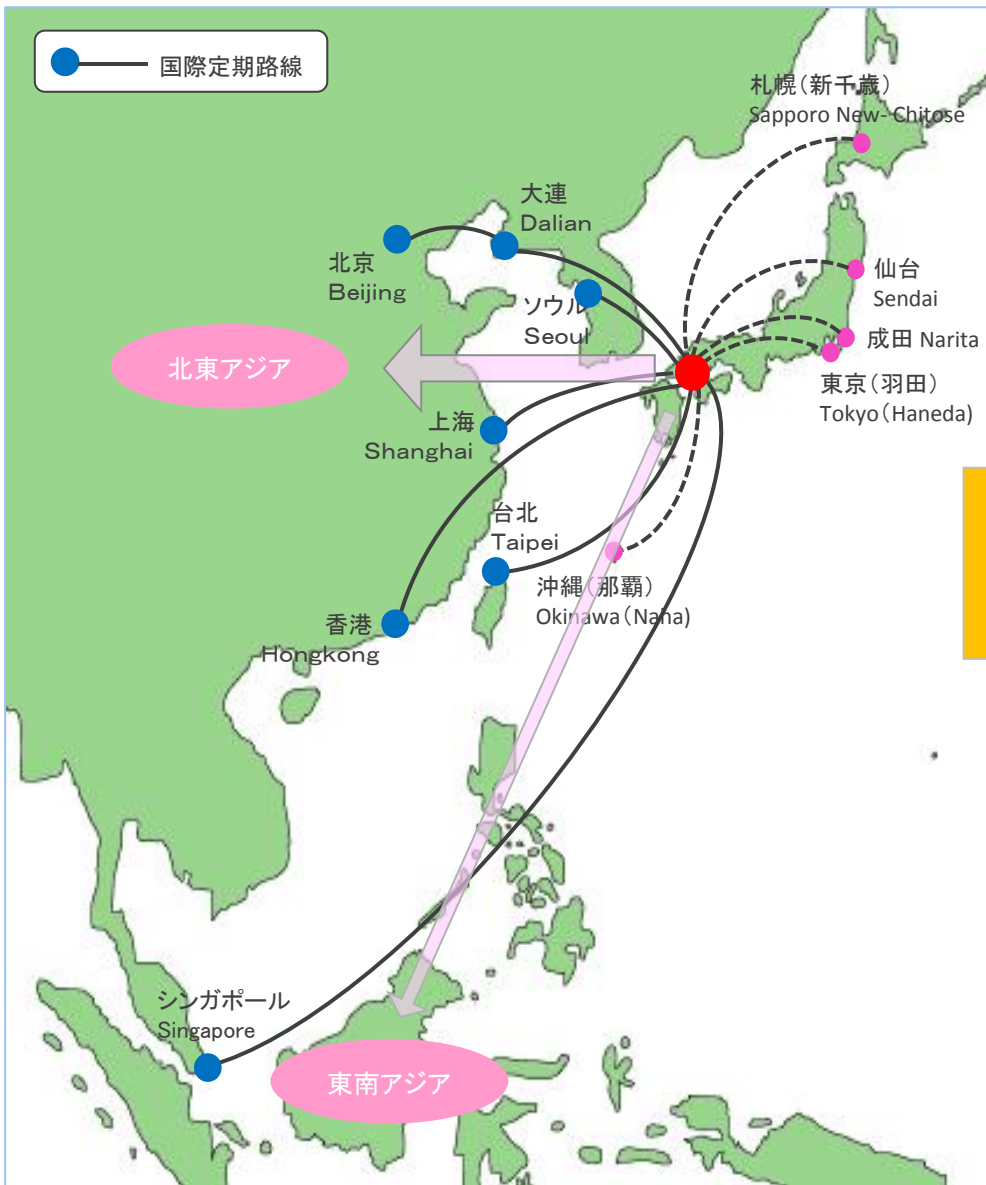 国際定期路線
札幌（新千歳）
Sapporo New- Chitose
大連
Dalian
北京
Beijing
仙台
Sendai
ソウル
Seoul
成田 Narita
北東アジア
東京（羽田）
Tokyo（Haneda)
上海
Shanghai
台北
Taipei
沖縄（那覇）
Okinawa（Naha)
香港
Hongkong
シンガポール
Singapore
東南アジア